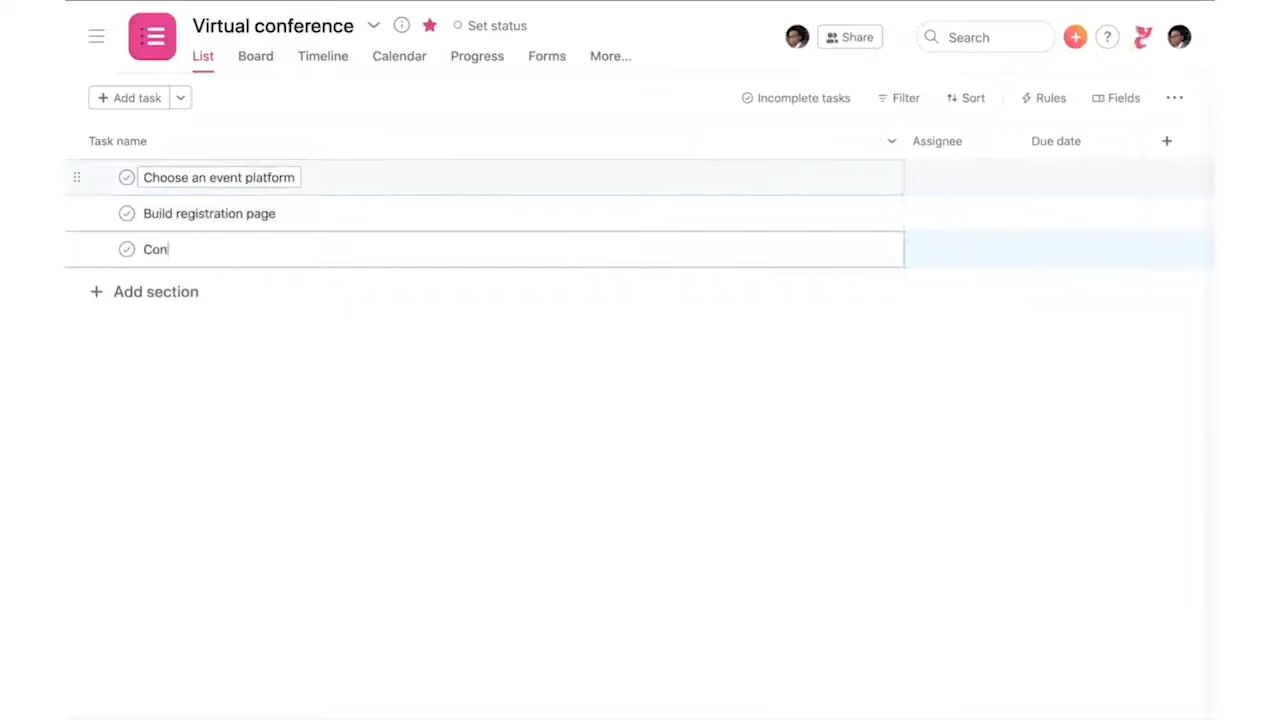 Virtual conference
Set status
Share
Search
?
List Board Timeline Calendar Progress Forms More...
+ Add task
Incomplete tasks Filter Sort Rules Fields ...
Task name Assignee Due date +
Choose an event platform
Build registration page
Con
+ Add section